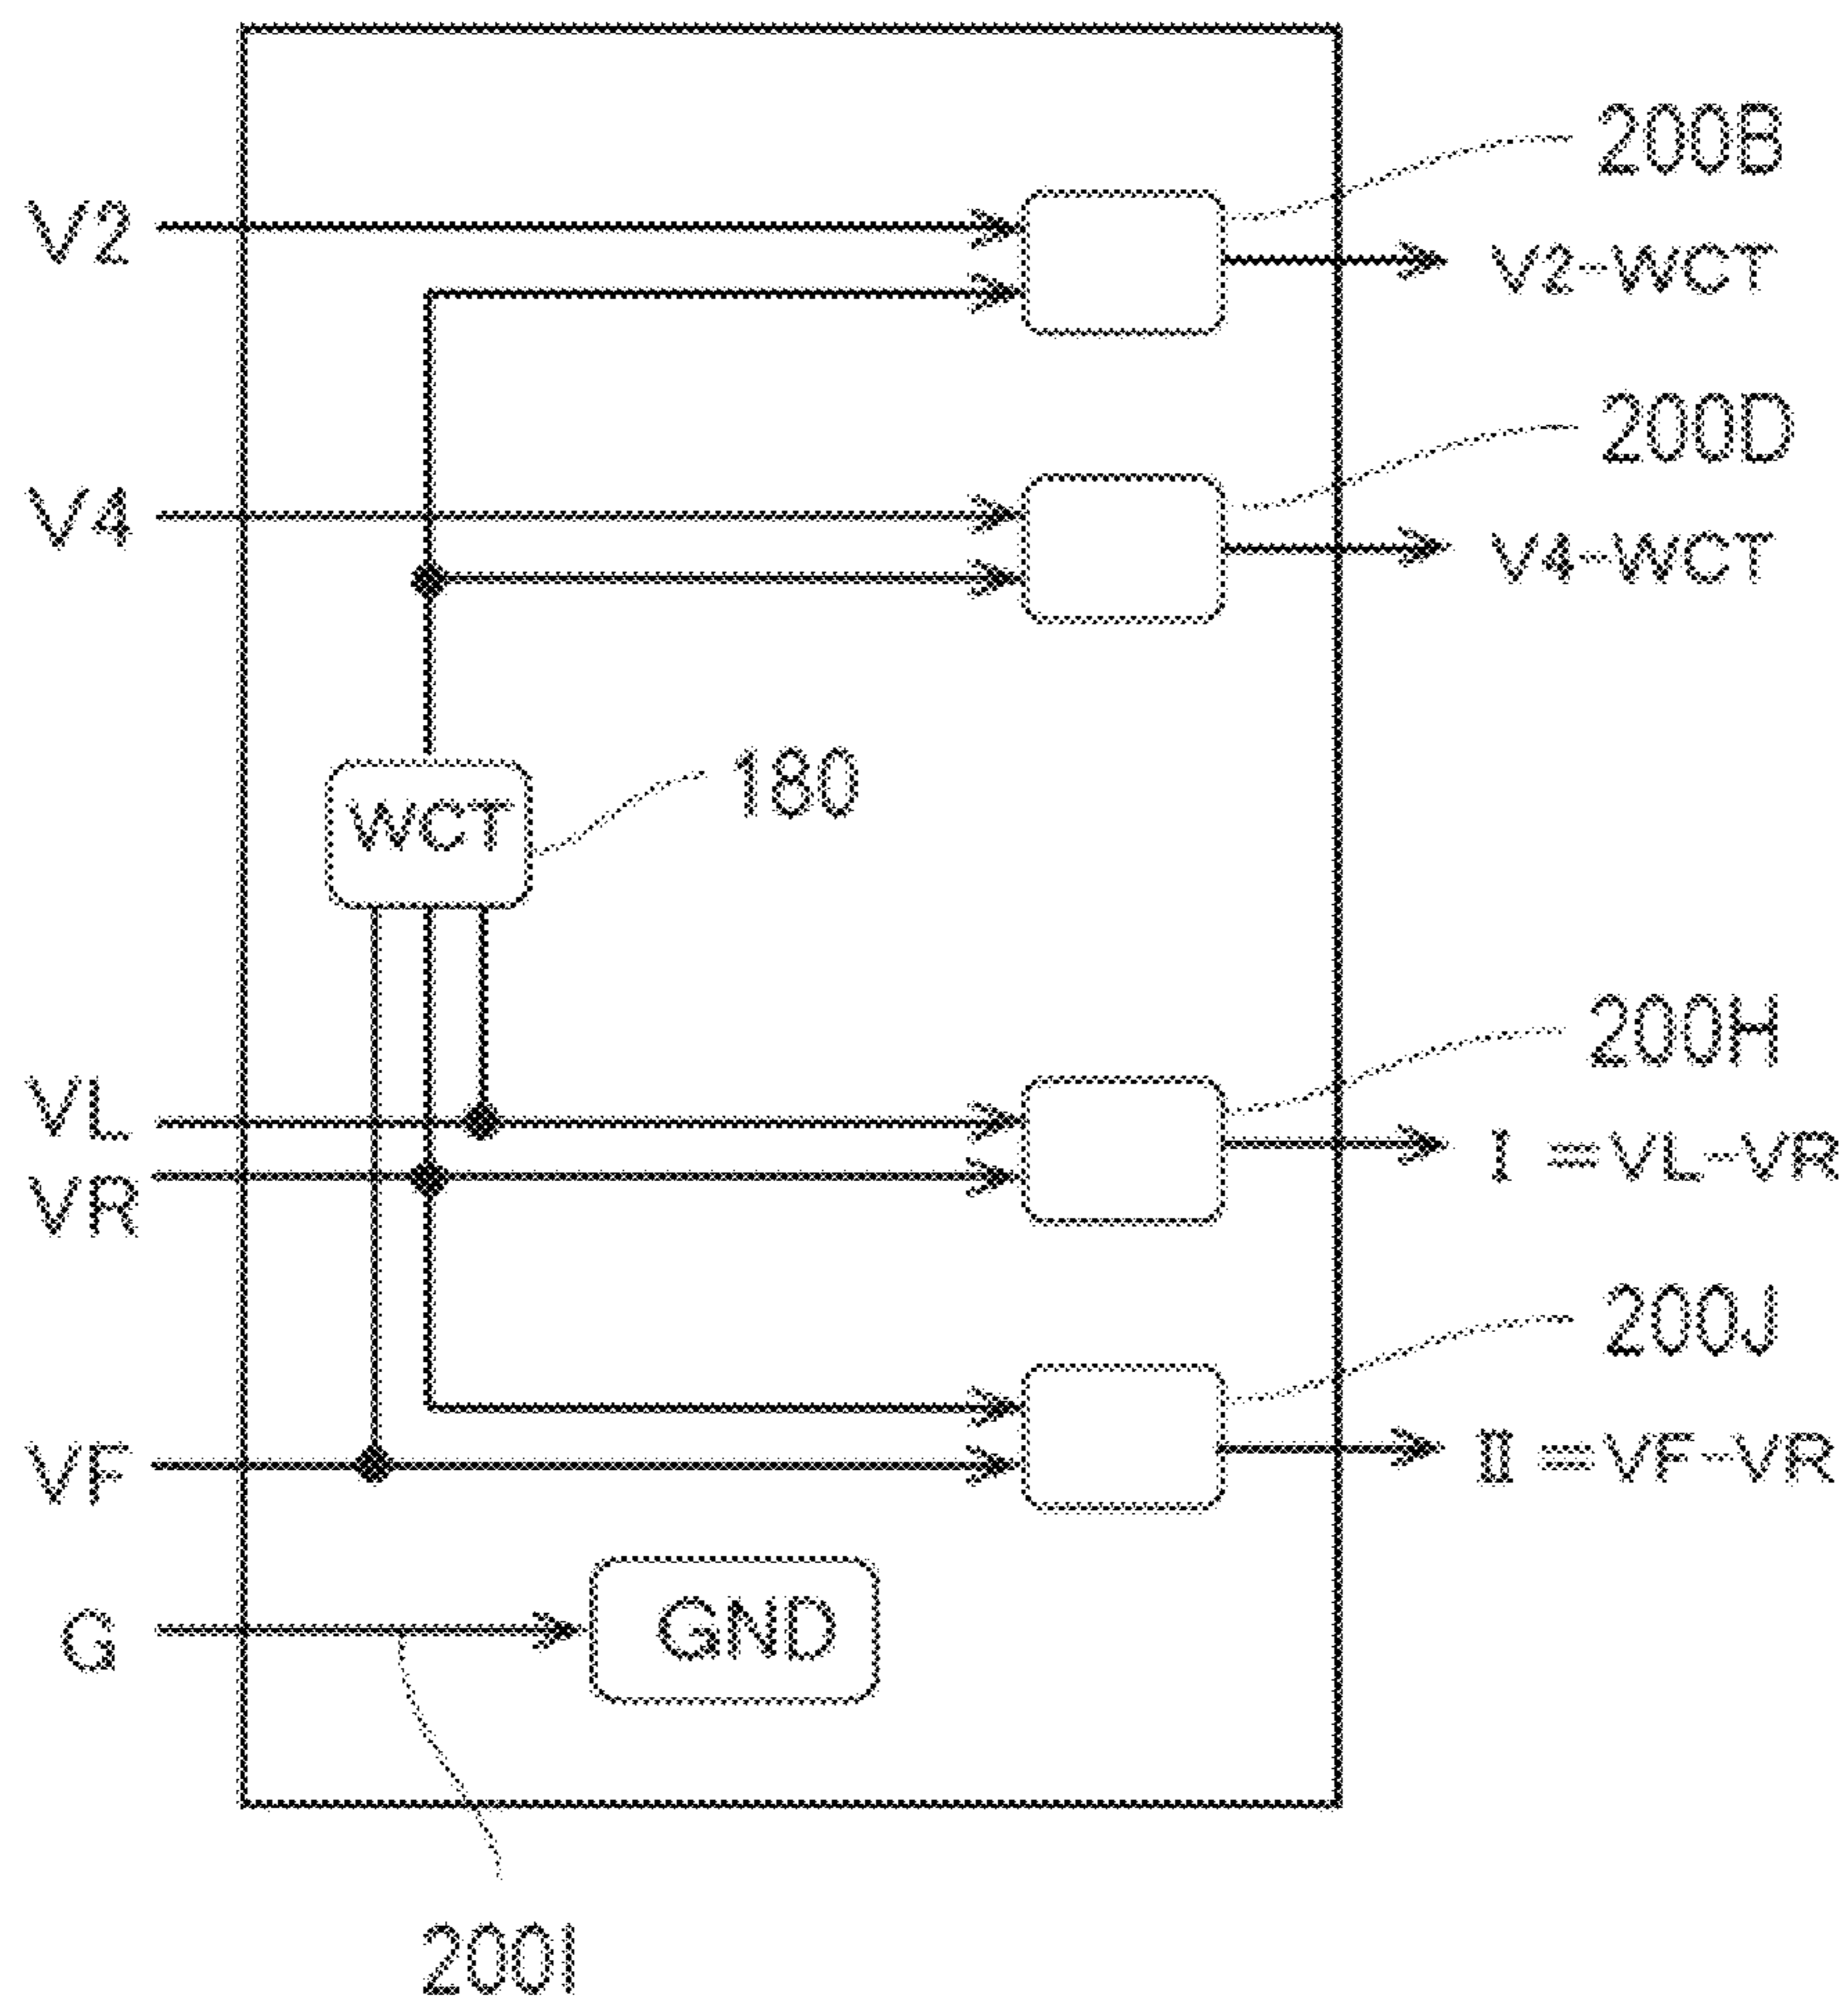 200B
V2
V2-WCT
200D
V4
V4-WCT
180
WCT
200H
VL
I =VL-VR
VR
200J
VF
II =VF-VR
G
GND
200I